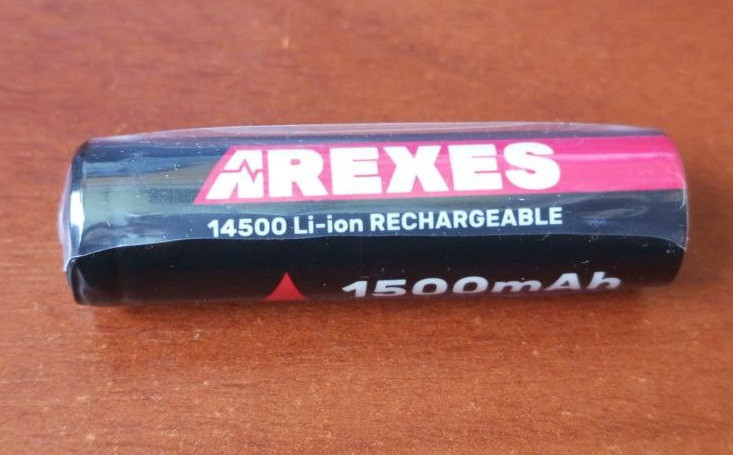 AREXES
14500 Li-ion RECHARGEABLE
1500mAh